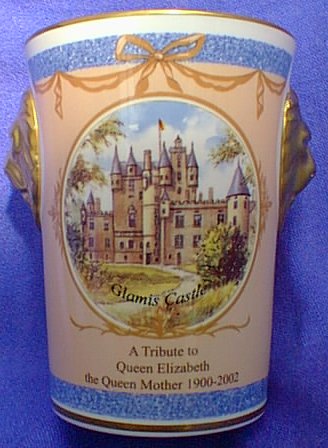 Glamis Castle
A Tribute to
Queen Elizabeth
the Queen Mother 1900-2002